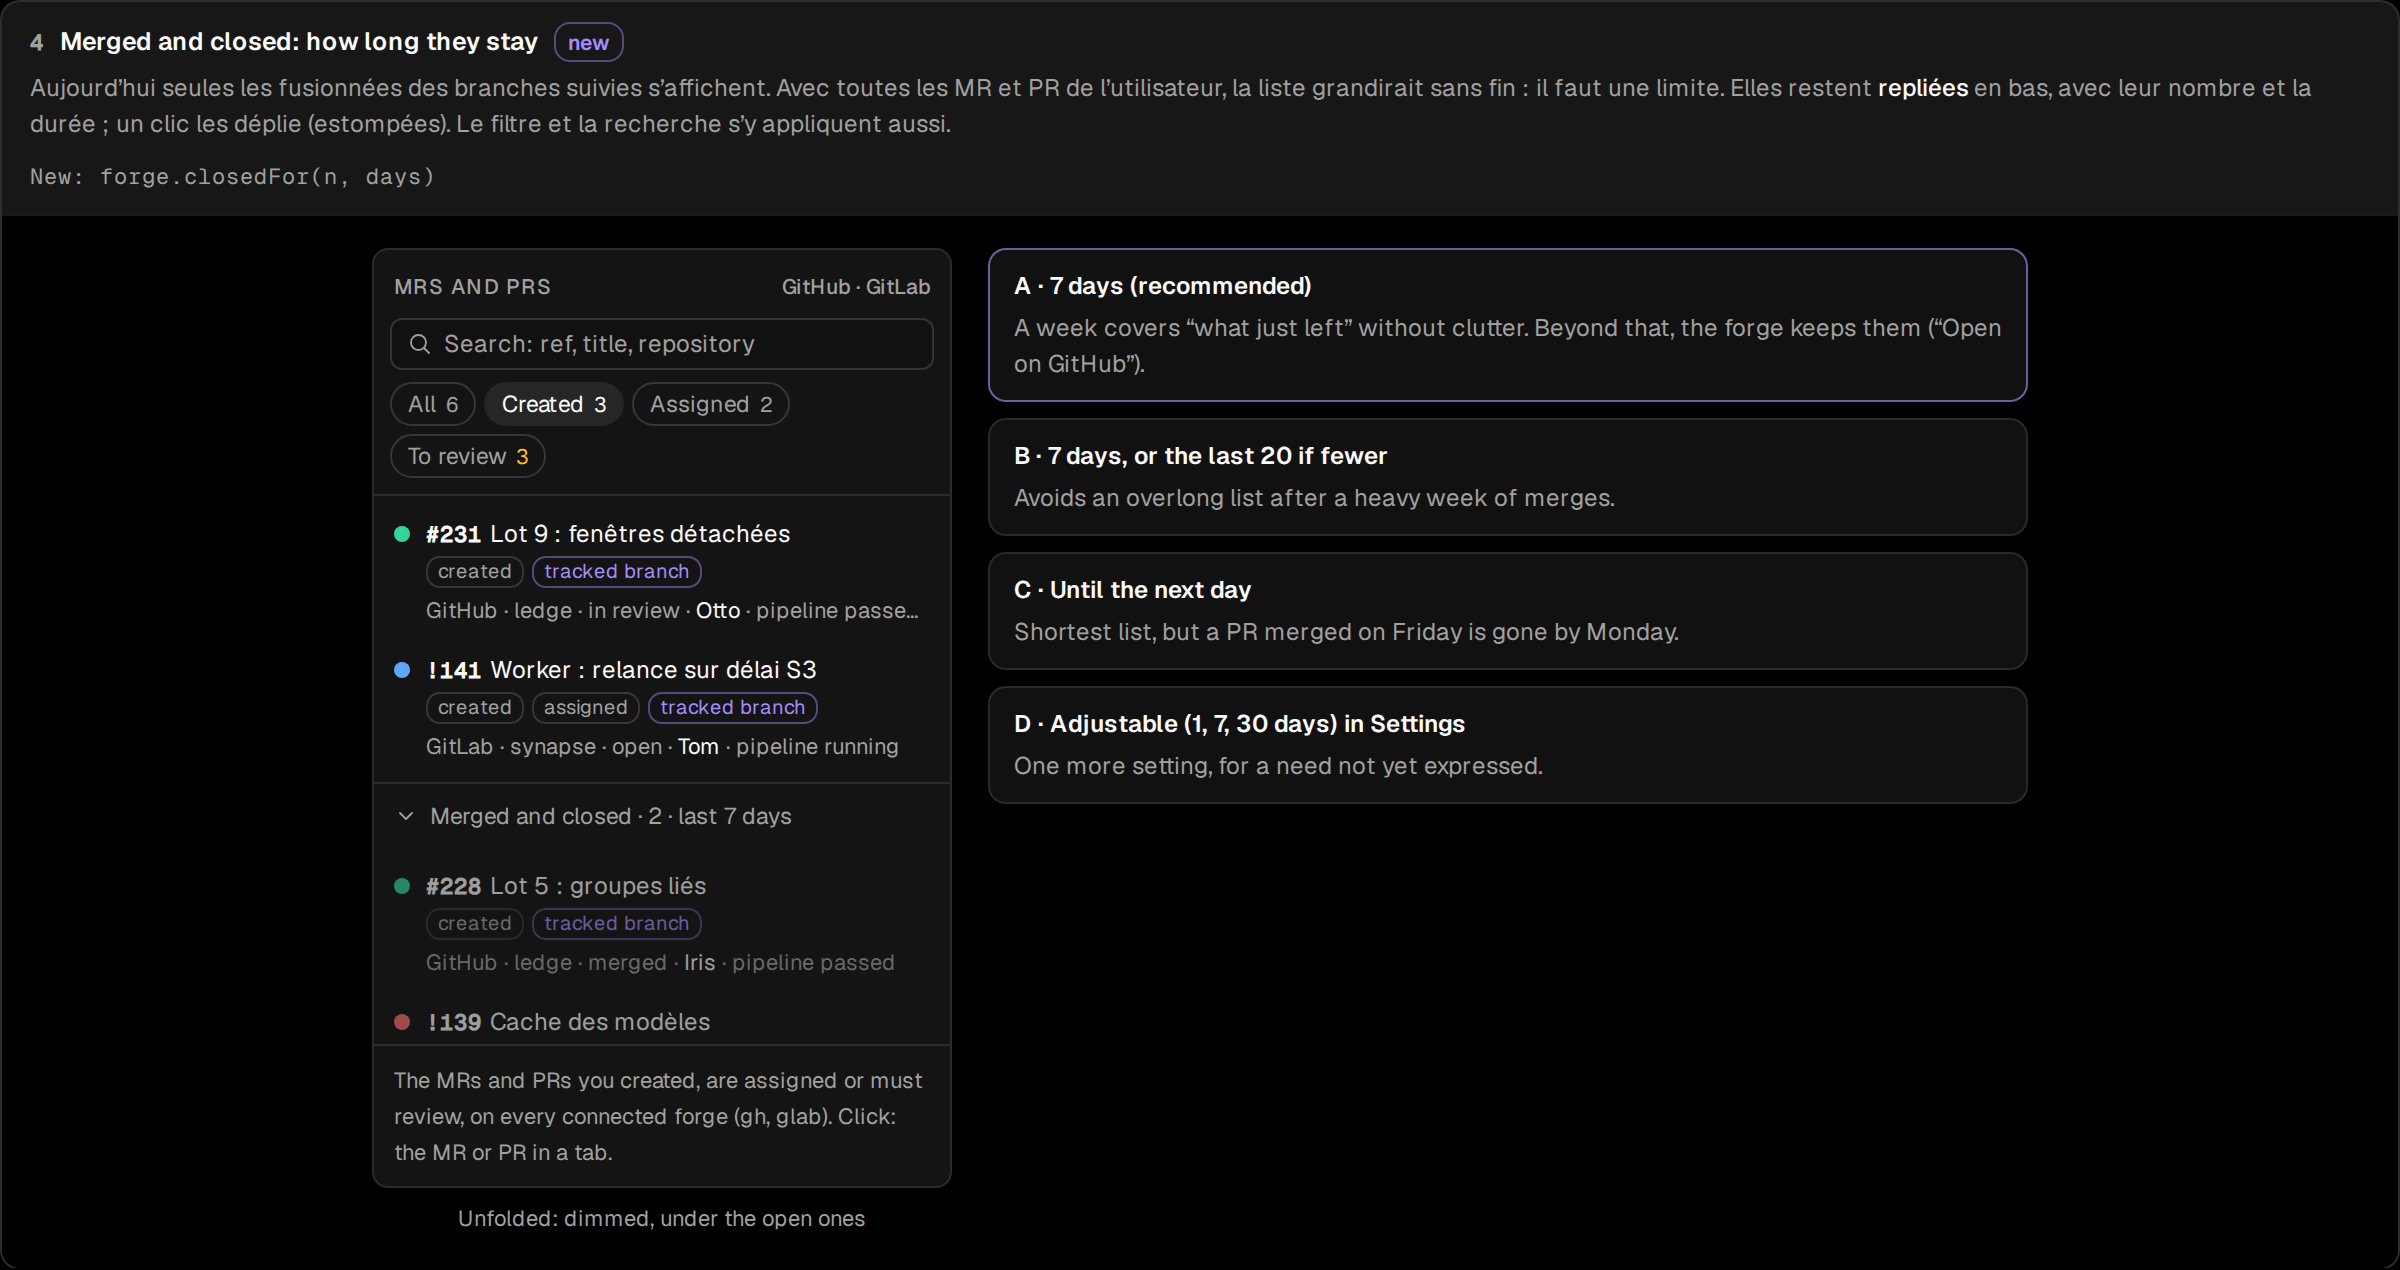 4 Merged and closed: how long they stay new
Aujourd’hui seules les fusionnées des branches suivies s’affichent. Avec toutes les MR et PR de l’utilisateur, la liste grandirait sans fin : il faut une limite. Elles restent repliées en bas, avec leur nombre et la
durée ; un clic les déplie (estompées). Le filtre et la recherche s’y appliquent aussi.
New: forge.closedFor(n, days)
MRS AND PRS GitHub · GitLab
Search: ref, title, repository
All 6 Created 3 Assigned 2
To review 3
#231 Lot 9 : fenêtres détachées
created tracked branch
GitHub · ledge · in review · Otto · pipeline passe…
!141 Worker : relance sur délai S3
created assigned tracked branch
GitLab · synapse · open · Tom · pipeline running
Merged and closed · 2 · last 7 days
#228 Lot 5 : groupes liés
created tracked branch
GitHub · ledge · merged · Iris · pipeline passed
!139 Cache des modèles
The MRs and PRs you created, are assigned or must
review, on every connected forge (gh, glab). Click:
the MR or PR in a tab.
Unfolded: dimmed, under the open ones
A · 7 days (recommended)
A week covers “what just left” without clutter. Beyond that, the forge keeps them (“Open
on GitHub”).
B · 7 days, or the last 20 if fewer
Avoids an overlong list after a heavy week of merges.
C · Until the next day
Shortest list, but a PR merged on Friday is gone by Monday.
D · Adjustable (1, 7, 30 days) in Settings
One more setting, for a need not yet expressed.